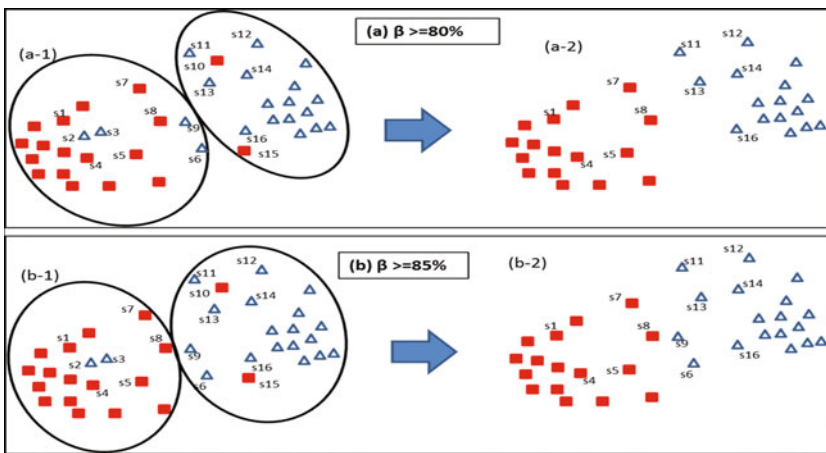 (a) β >=80%
(a-1)
s11
s12
s10
s14
s13
s7
s1
s8
s2
s3
s9
s16
s6
s5
s15
s4
(a-2)
s11
s12
s14
s13
s7
s1
s8
s16
s5
s4
(b) β >=85%
(b-1)
s11
s12
s10
s14
s13
s7
s1
s8
s2
s3
s9
s16
s6
s5
s15
s4
(b-2)
s12
s11
s14
s13
s7
s1
s8
s9
s16
s6
s5
s4